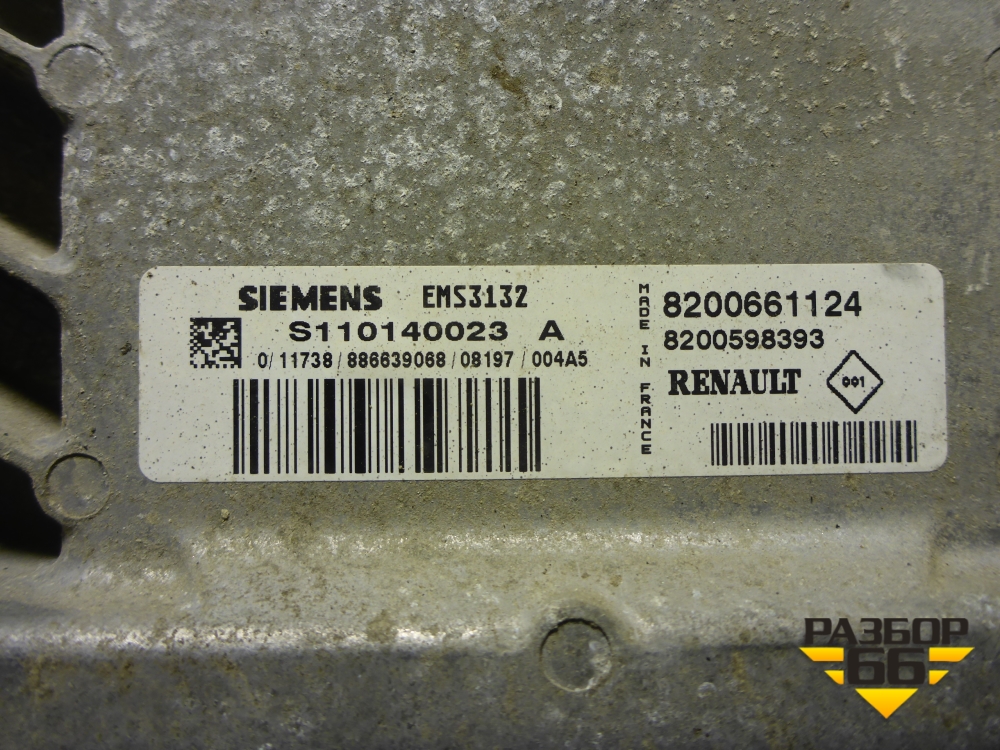 SIEMENS EMS3132
S110140023 A
0/11738/886639068/08197/004A5
MADE IN FRANCE
8200661124
8200598393
RENAULT 001
РАЗБОР
66